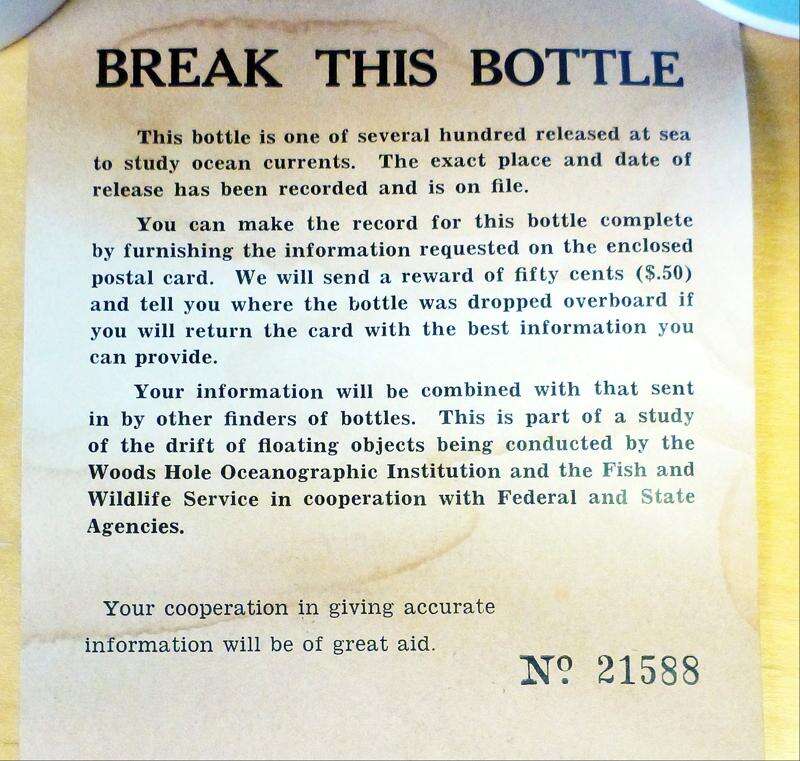 BREAK THIS BOTTLE
This bottle is one of several hundred released at sea
to study ocean currents. The exact place and date of
release has been recorded and is on file.
You can make the record for this bottle complete
by furnishing the information requested on the enclosed
postal card. We will send a reward of fifty cents ($.50)
and tell you where the bottle was dropped overboard if
you will return the card with the best information you
can provide.
Your information will be combined with that sent
in by other finders of bottles. This is part of a study
of the drift of floating objects being conducted by the
Woods Hole Oceanographic Institution and the Fish and
Wildlife Service in cooperation with Federal and State
Agencies.
Your cooperation in giving accurate
information will be of great aid.
Nº 21588